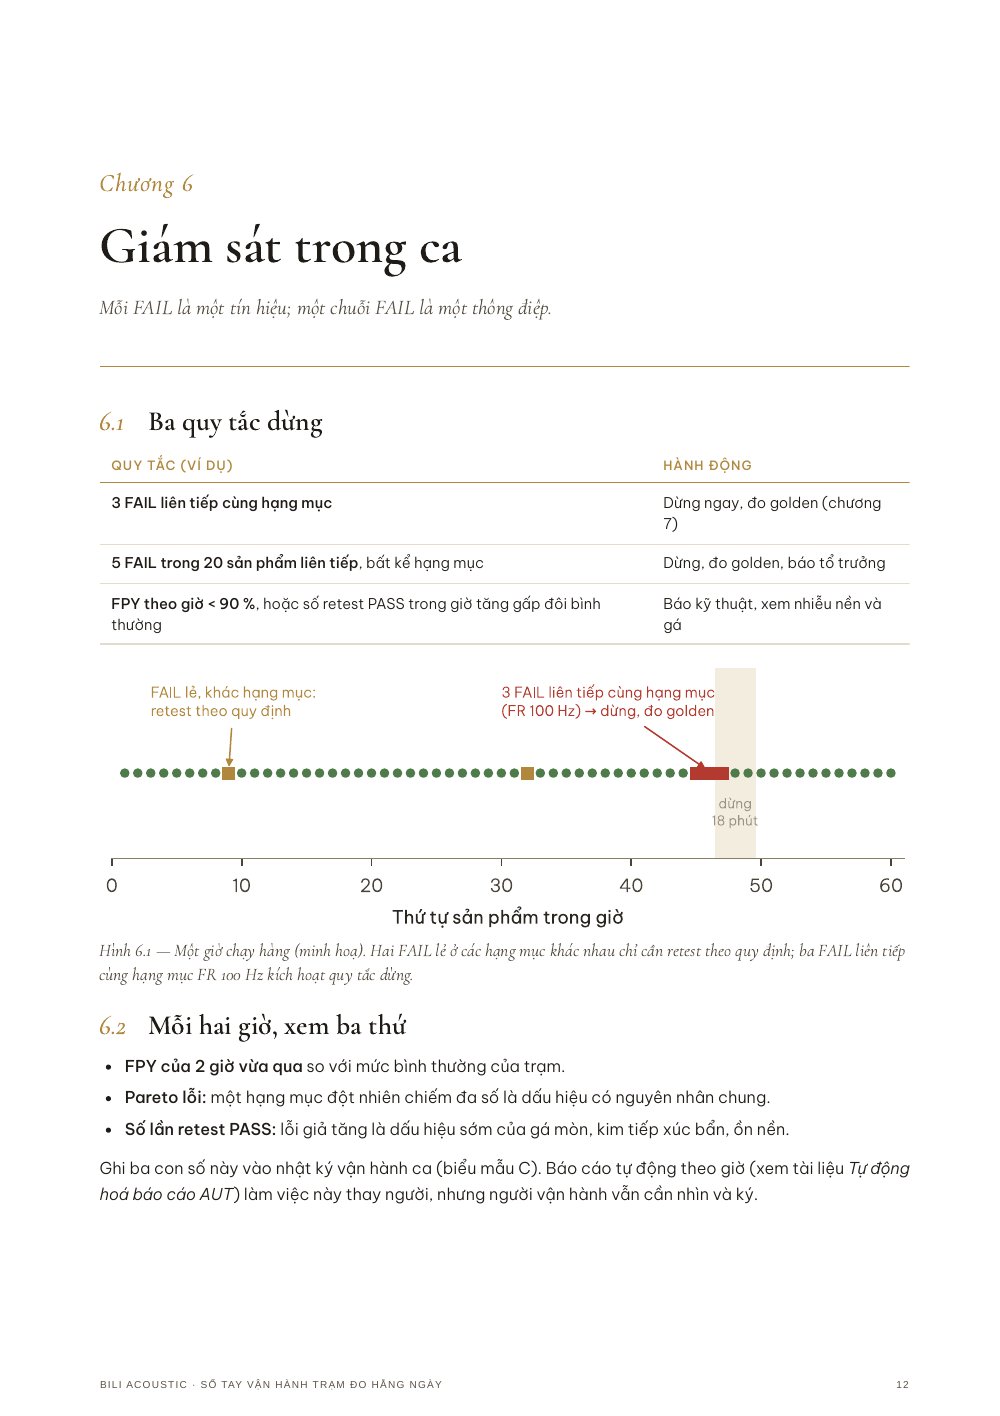 Chương 6
Giám sát trong ca
Mỗi FAIL là một tín hiệu; một chuỗi FAIL là một thông điệp.
6.1 Ba quy tắc dừng
QUY TẮC (VÍ DỤ) HÀNH ĐỘNG
3 FAIL liên tiếp cùng hạng mục Dừng ngay, đo golden (chương
7)
5 FAIL trong 20 sản phẩm liên tiếp, bất kể hạng mục Dừng, đo golden, báo tổ trưởng
FPY theo giờ < 90 %, hoặc số retest PASS trong giờ tăng gấp đôi bình Báo kỹ thuật, xem nhiễu nền và
thường gá
FAIL lẻ, khác hạng mục:
retest theo quy định
3 FAIL liên tiếp cùng hạng mục
(FR 100 Hz) → dừng, đo golden
dừng
18 phút
0 10 20 30 40 50 60
Thứ tự sản phẩm trong giờ
Hình 6.1 — Một giờ chạy hàng (minh hoạ). Hai FAIL lẻ ở các hạng mục khác nhau chỉ cần retest theo quy định; ba FAIL liên tiếp
cùng hạng mục FR 100 Hz kích hoạt quy tắc dừng.
6.2 Mỗi hai giờ, xem ba thứ
• FPY của 2 giờ vừa qua so với mức bình thường của trạm.
• Pareto lỗi: một hạng mục đột nhiên chiếm đa số là dấu hiệu có nguyên nhân chung.
• Số lần retest PASS: lỗi giả tăng là dấu hiệu sớm của gá mòn, kim tiếp xúc bẩn, ồn nền.
Ghi ba con số này vào nhật ký vận hành ca (biểu mẫu C). Báo cáo tự động theo giờ (xem tài liệu Tự động
hoá báo cáo AUT) làm việc này thay người, nhưng người vận hành vẫn cần nhìn và ký.
BILI ACOUSTIC · SỔ TAY VẬN HÀNH TRẠM ĐO HẰNG NGÀY 12